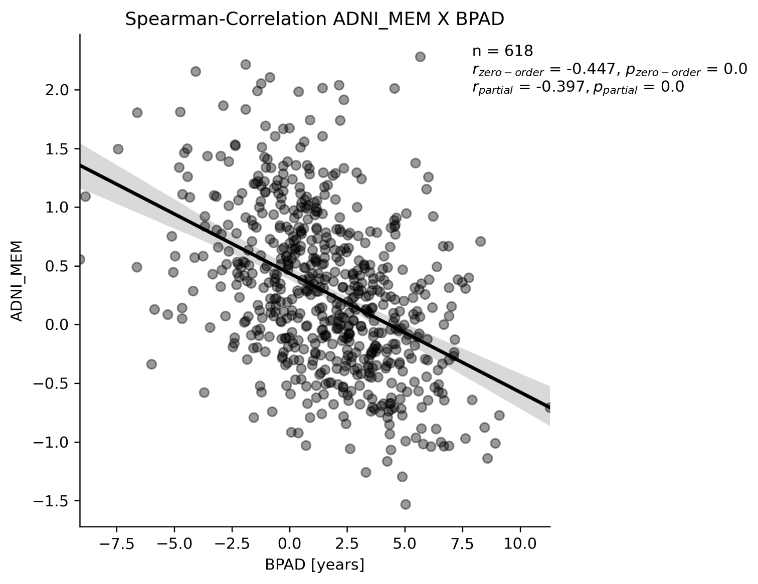 Spearman-Correlation ADNI_MEM X BPAD
n = 618
r_zero-order = -0.447, p_zero-order = 0.0
r_partial = -0.397, p_partial = 0.0
2.0
1.5
1.0
0.5
0.0
−0.5
−1.0
−1.5
ADNI_MEM
−7.5 −5.0 −2.5 0.0 2.5 5.0 7.5 10.0
BPAD [years]